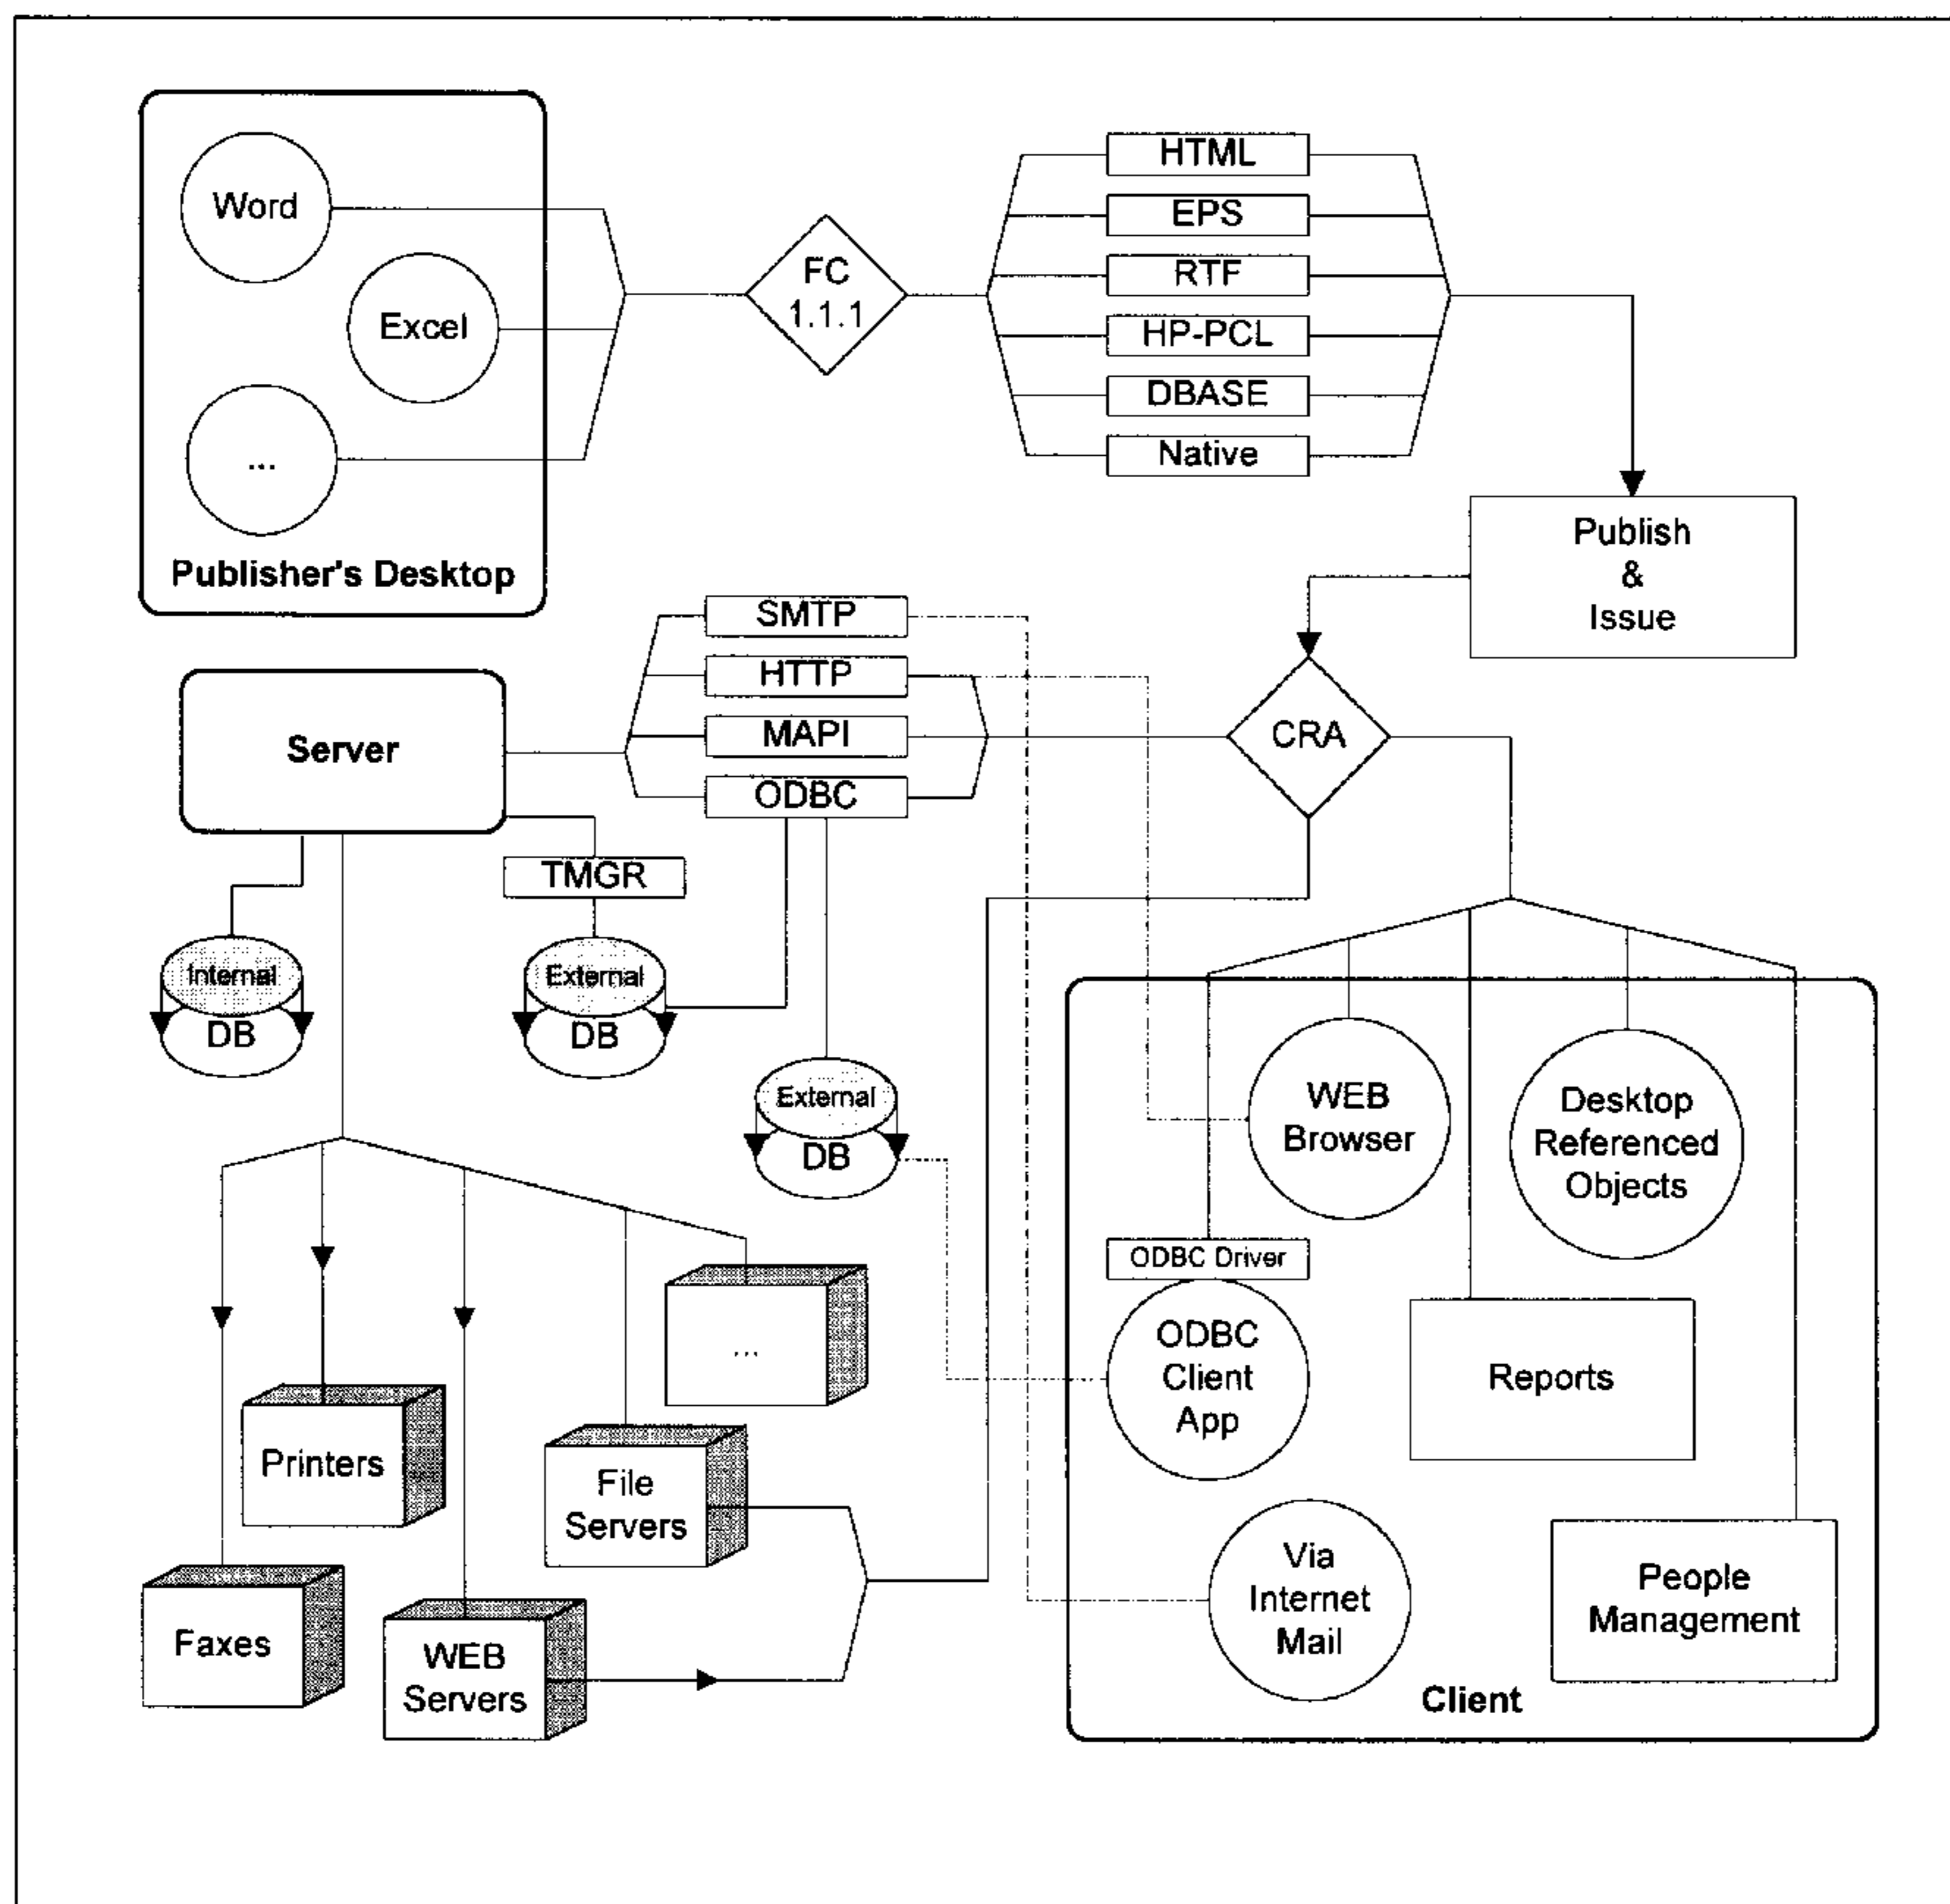 Word
Excel
...
Publisher's Desktop
FC
1.1.1
HTML
EPS
RTF
HP-PCL
DBASE
Native
Publish
&
Issue
SMTP
HTTP
MAPI
ODBC
Server
CRA
TMGR
Internal
DB
External
DB
External
DB
WEB
Browser
Desktop
Referenced
Objects
ODBC Driver
ODBC
Client
App
Reports
...
Printers
File
Servers
Faxes
WEB
Servers
Via
Internet
Mail
People
Management
Client